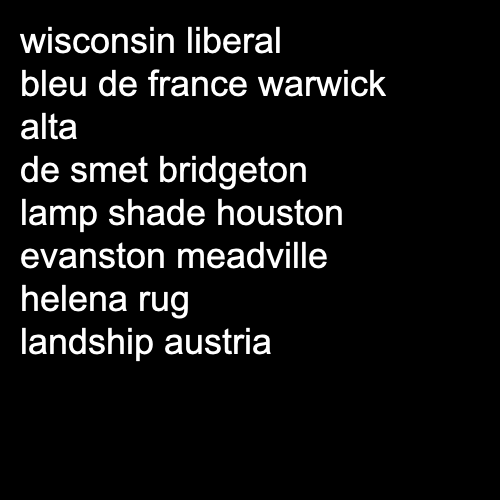 wisconsin liberal
bleu de france warwick
alta
de smet bridgeton
lamp shade houston
evanston meadville
helena rug
landship austria